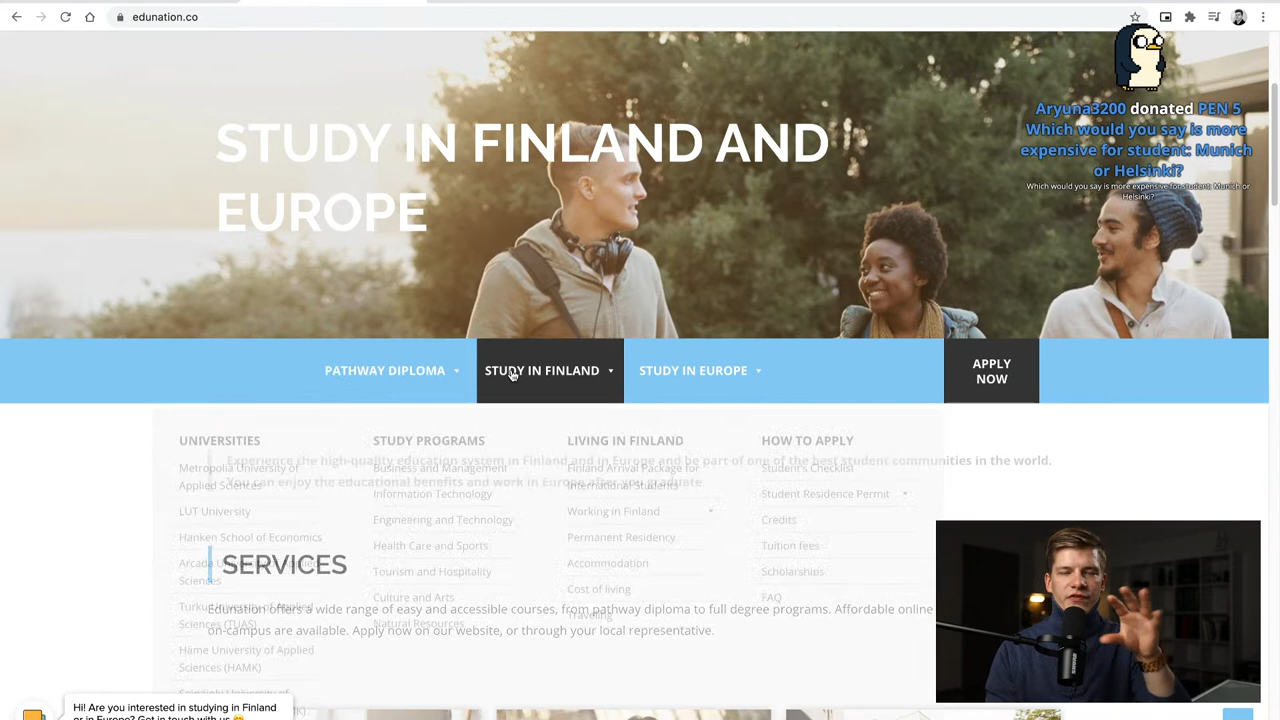 edunation.co
STUDY IN FINLAND AND
EUROPE
Aryuna3200 donated PEN 5
Which would you say is more
expensive for student: Munich
or Helsinki?
Which would you say is more expensive for student: Munich or
Helsinki?
PATHWAY DIPLOMA
STUDY IN FINLAND
STUDY IN EUROPE
APPLY
NOW
UNIVERSITIES
Metropolia University of
Applied Sciences
LUT University
Hanken School of Economics
Arcada University of Applied
Sciences
Turku University of Applied
Sciences (TUAS)
Häme University of Applied
Sciences (HAMK)
Seinäjoki University of
STUDY PROGRAMS
Business and Management
Information Technology
Engineering and Technology
Health Care and Sports
Tourism and Hospitality
Culture and Arts
Natural Resources
LIVING IN FINLAND
Finland Arrival Package for
International Students
Working in Finland
Permanent Residency
Accommodation
Cost of living
Traveling
HOW TO APPLY
Student's Checklist
Student Residence Permit
Credits
Tuition fees
Scholarships
FAQ
Experience the high-quality education system in Finland and in Europe and be part of one of the best student communities in the world.
You can enjoy the educational benefits and work in Europe after you graduate
SERVICES
Edunation offers a wide range of easy and accessible courses, from pathway diploma to full degree programs. Affordable online
on-campus are available. Apply now on our website, or through your local representative.
Hi! Are you interested in studying in Finland
or in Europe? Get in touch with us